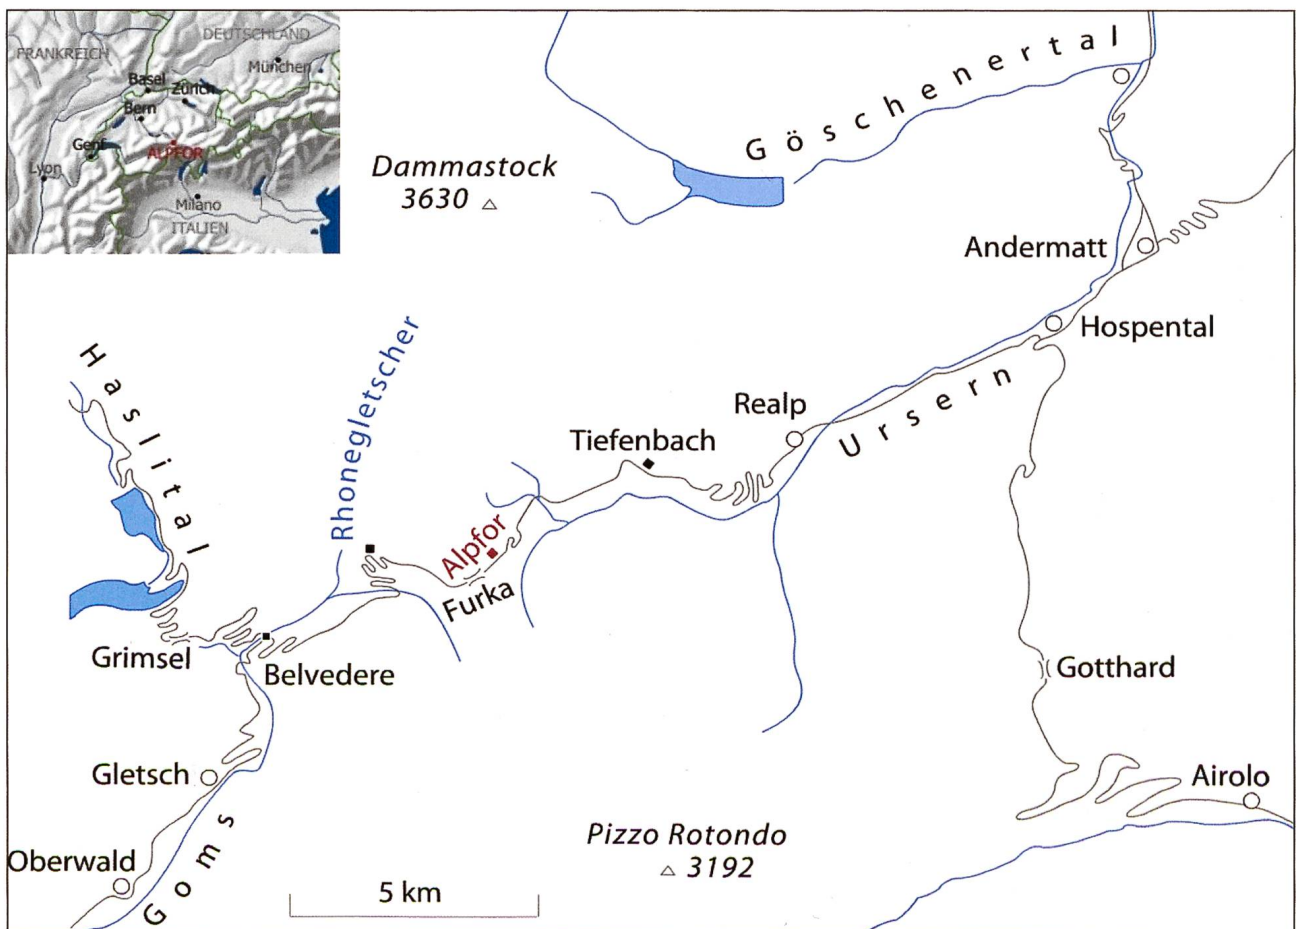 DEUTSCHLAND
FRANKREICH
München
Basel
Zürich
Bern
Genf
ALPFOR
Lyon
Milano
ITALIEN
Göschenertal
Dammastock
3630
Andermatt
Hospental
Haslital
Rhonegletscher
Realp
Ursern
Tiefenbach
Alpfor
Furka
Grimsel
Belvedere
Gotthard
Gletsch
Airolo
Pizzo Rotondo
3192
Oberwald
Goms
5 km